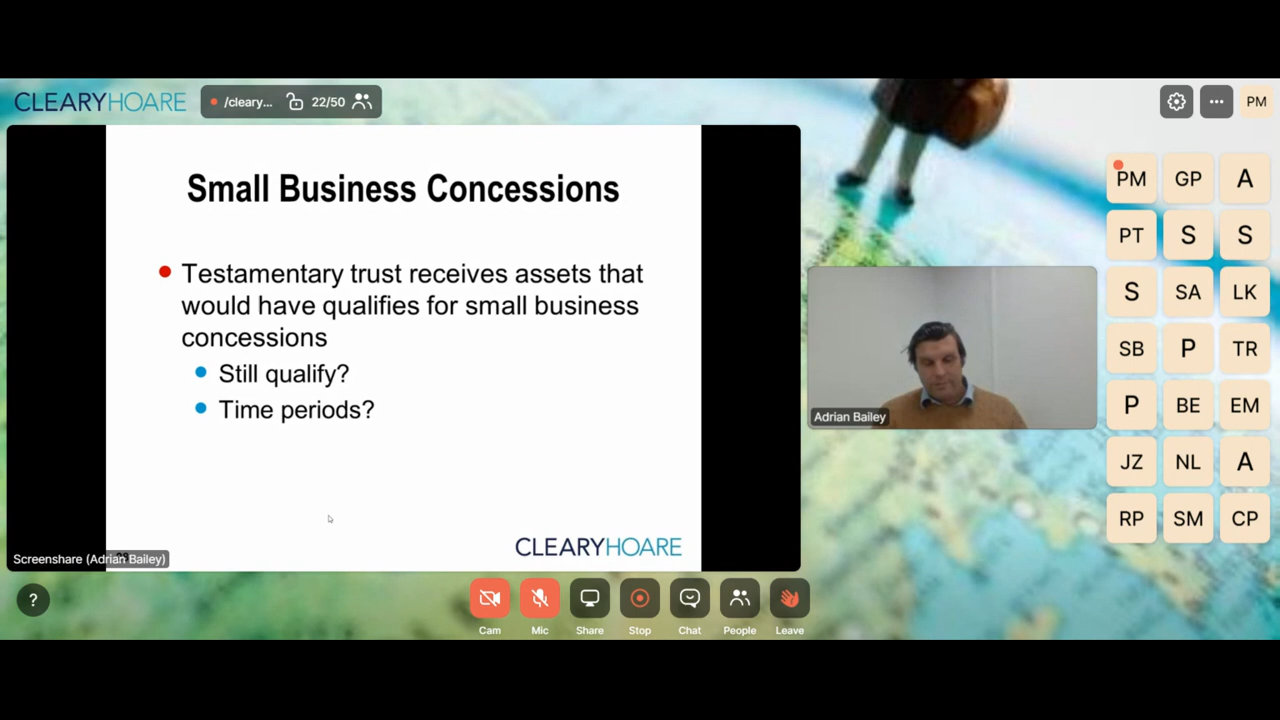 CLEARYHOARE
/cleary...
22/50
PM
Small Business Concessions
Testamentary trust receives assets that
would have qualifies for small business
concessions
Still qualify?
Time periods?
CLEARYHOARE
Screenshare (Adrian Bailey)
Adrian Bailey
PM GP A
PT S S
S SA LK
SB P TR
P BE EM
JZ NL A
RP SM CP
?
Cam Mic Share Stop Chat People Leave